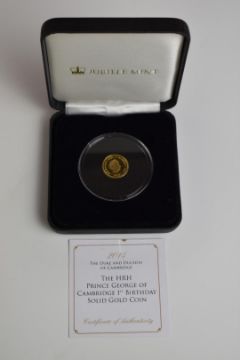 JUBILEE MINT
The Duke and Duchess
of Cambridge
The HRH
Prince George of
Cambridge 1st Birthday
Solid Gold Coin
Certificate of Authenticity